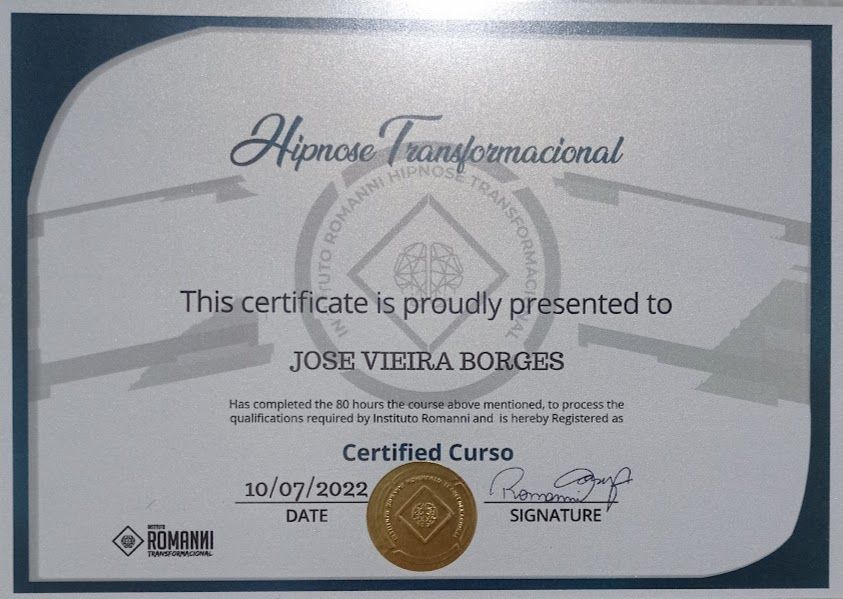 Hipnose Transformacional
INSTITUTO ROMANNI HIPNOSE TRANSFORMACIONAL
This certificate is proudly presented to
JOSE VIEIRA BORGES
Has completed the 80 hours the course above mentioned, to process the
qualifications required by Instituto Romanni and is hereby Registered as
Certified Curso
10/07/2022
DATE
Romanni
SIGNATURE
INSTITUTO
ROMANNI
TRANSFORMACIONAL